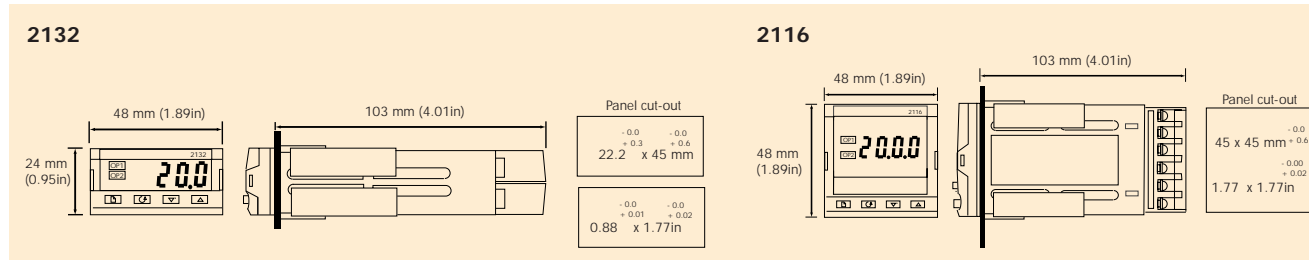 2132
48 mm (1.89in)
103 mm (4.01in)
24 mm
(0.95in)
2132
OP1
OP2
20.0
Panel cut-out
- 0.0 - 0.0
+ 0.3 + 0.6
22.2 x 45 mm
- 0.0 - 0.0
+ 0.01 + 0.02
0.88 x 1.77in
2116
48 mm (1.89in)
103 mm (4.01in)
48 mm
(1.89in)
2116
OP1
OP2
20.0.0
Panel cut-out
- 0.0
45 x 45 mm + 0.6
- 0.00
+ 0.02
1.77 x 1.77in